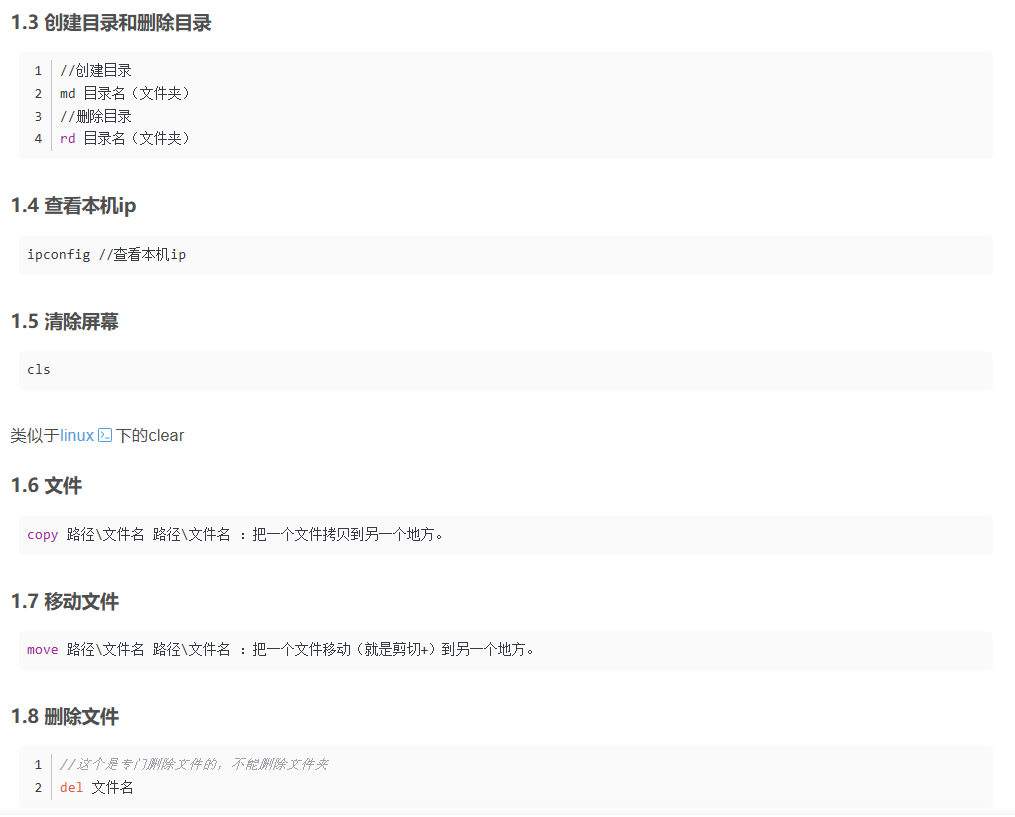 1.3 创建目录和删除目录
1 //创建目录
2 md 目录名（文件夹）
3 //删除目录
4 rd 目录名（文件夹）
1.4 查看本机ip
ipconfig //查看本机ip
1.5 清除屏幕
cls
类似于linux下的clear
1.6 文件
copy 路径\文件名 路径\文件名 ：把一个文件拷贝到另一个地方。
1.7 移动文件
move 路径\文件名 路径\文件名 ：把一个文件移动（就是剪切+）到另一个地方。
1.8 删除文件
1 //这个是专门删除文件的，不能删除文件夹
2 del 文件名